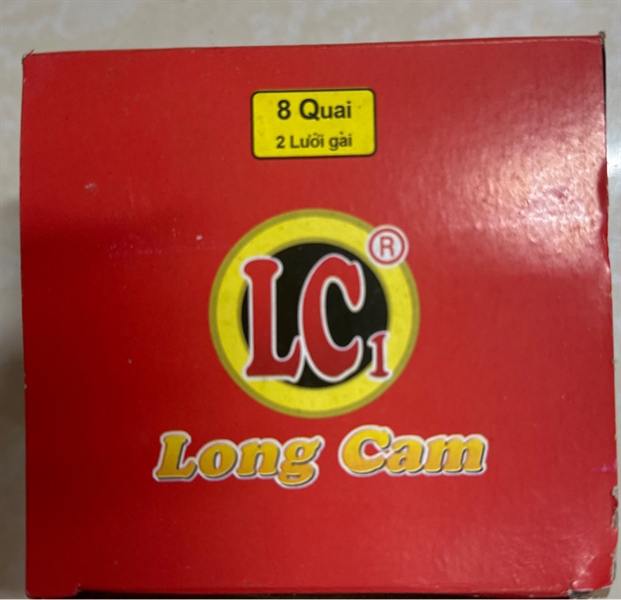 8 Quai
2 Lưỡi gài
LC1
®
Long Cam